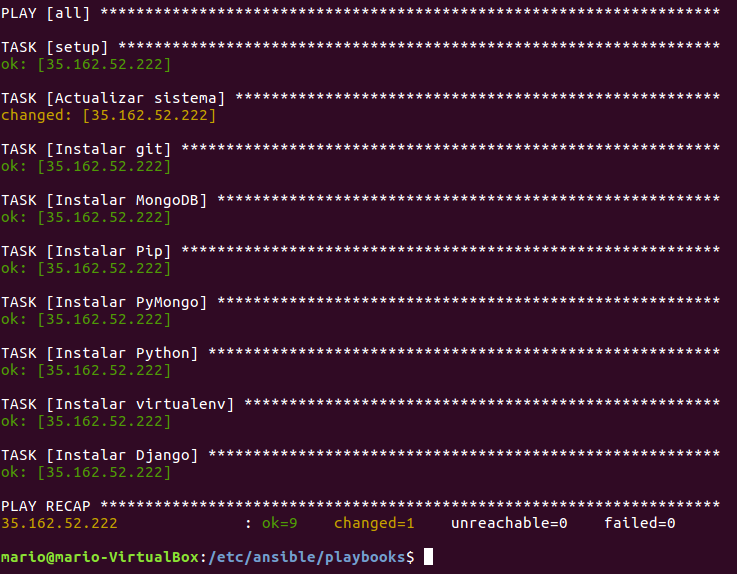 PLAY [all] *********************************************************************
TASK [setup] *******************************************************************
ok: [35.162.52.222]
TASK [Actualizar sistema] ******************************************************
changed: [35.162.52.222]
TASK [Instalar git] ************************************************************
ok: [35.162.52.222]
TASK [Instalar MongoDB] ********************************************************
ok: [35.162.52.222]
TASK [Instalar Pip] ************************************************************
ok: [35.162.52.222]
TASK [Instalar PyMongo] ********************************************************
ok: [35.162.52.222]
TASK [Instalar Python] *********************************************************
ok: [35.162.52.222]
TASK [Instalar virtualenv] *****************************************************
ok: [35.162.52.222]
TASK [Instalar Django] *********************************************************
ok: [35.162.52.222]
PLAY RECAP *********************************************************************
35.162.52.222              : ok=9    changed=1    unreachable=0    failed=0
mario@mario-VirtualBox:/etc/ansible/playbooks$